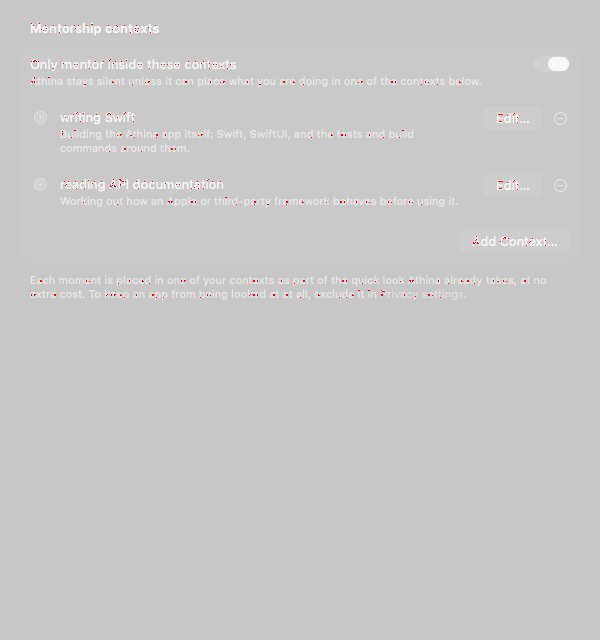 Mentorship contexts
Only mentor inside these contexts
Athina stays silent unless it can place what you are doing in one of the contexts below.
writing Swift
Edit...
Building the Athina app itself: Swift, SwiftUI, and the tests and build
commands around them.
reading API documentation
Edit...
Working out how an Apple or third-party framework behaves before using it.
Add Context...
Each moment is placed in one of your contexts as part of the quick look Athina already takes, at no
extra cost. To keep an app from being looked at at all, exclude it in Privacy settings.